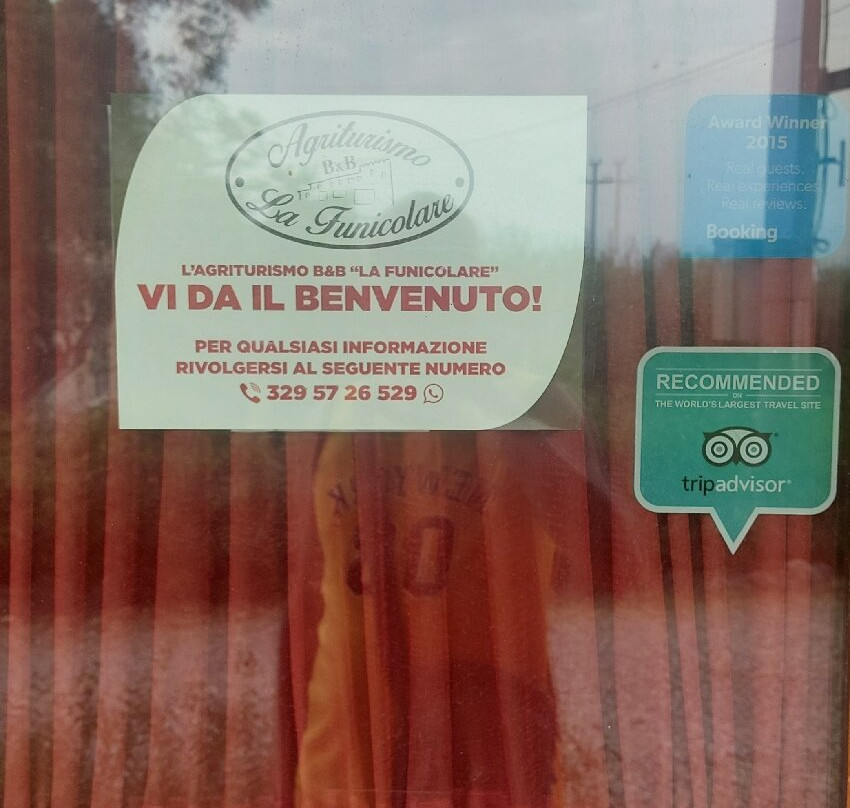 Agriturismo
B&B
La Funicolare
L'AGRITURISMO B&B "LA FUNICOLARE"
VI DA IL BENVENUTO!
PER QUALSIASI INFORMAZIONE
RIVOLGERSI AL SEGUENTE NUMERO
329 57 26 529
Award Winner
2015
Real guests.
Real experiences.
Real reviews.
Booking
RECOMMENDED
ON
THE WORLD'S LARGEST TRAVEL SITE
tripadvisor®
NEW YORK